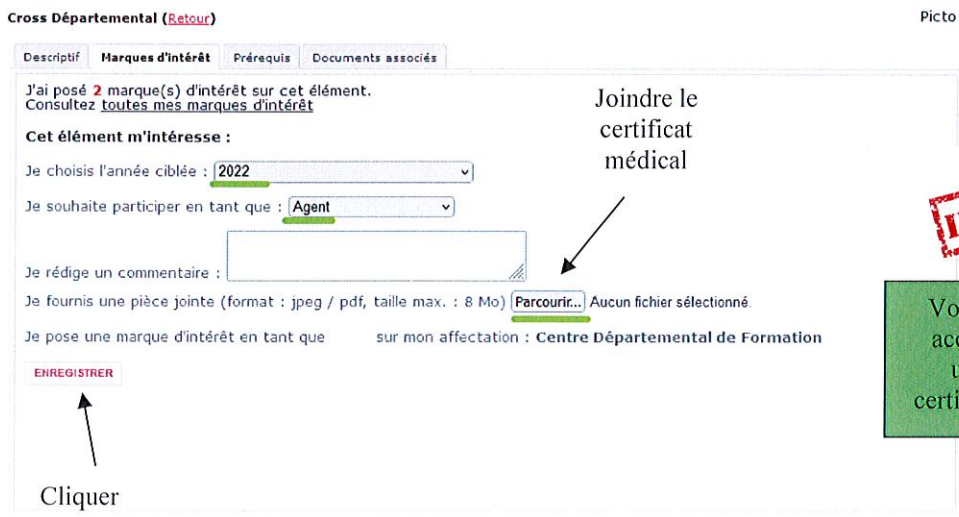 Cross Départemental (Retour)
Picto
Descriptif Marques d'intérêt Prérequis Documents associés
J'ai posé 2 marque(s) d'intérêt sur cet élément.
Consultez toutes mes marques d'intérêt
Joindre le
certificat
médical
Cet élément m'intéresse :
Je choisis l'année ciblée : 2022
Je souhaite participer en tant que : Agent
Je rédige un commentaire :
Je fournis une pièce jointe (format : jpeg / pdf, taille max. : 8 Mo) Parcourir... Aucun fichier sélectionné.
Je pose une marque d'intérêt en tant que sur mon affectation : Centre Départemental de Formation
ENREGISTRER
Cliquer
Vo
acc
u
certi